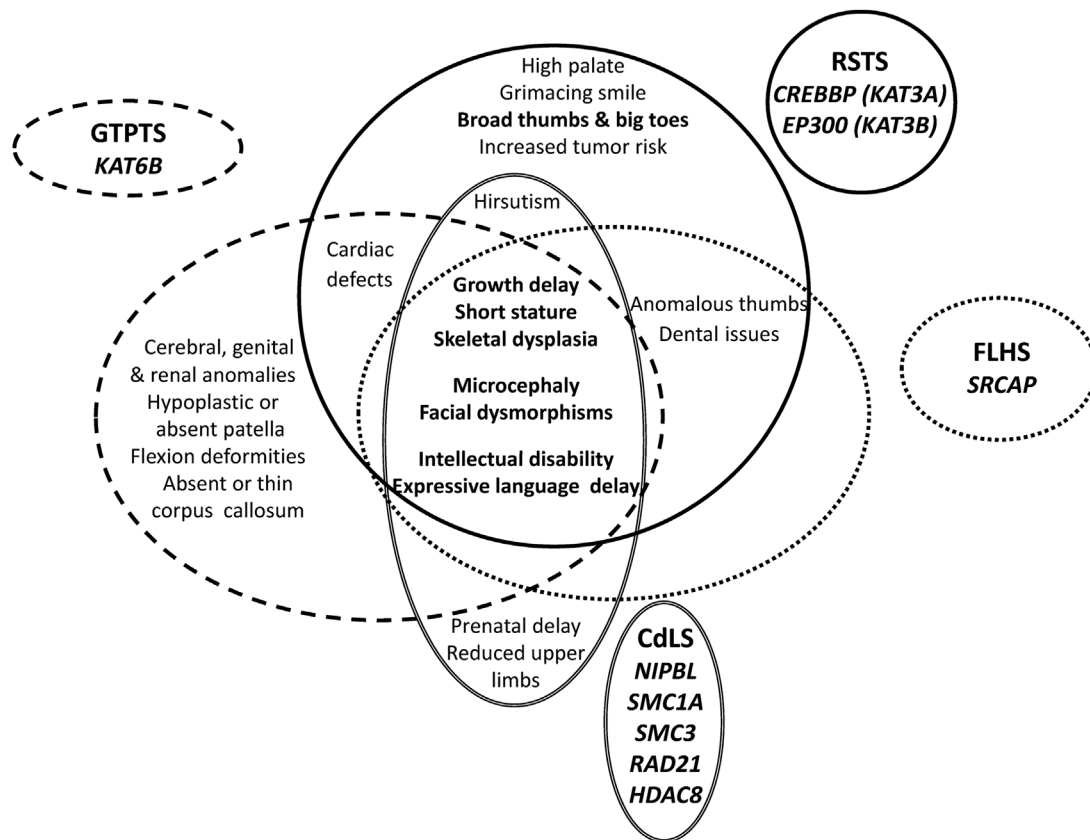 RSTS
CREBBP (KAT3A)
EP300 (KAT3B)
High palate
Grimacing smile
Broad thumbs & big toes
Increased tumor risk
GTPTS
KAT6B
Hirsutism
Cardiac
defects
Growth delay
Short stature
Skeletal dysplasia
Microcephaly
Facial dysmorphisms
Intellectual disability
Expressive language delay
Anomalous thumbs
Dental issues
FLHS
SRCAP
Cerebral, genital
& renal anomalies
Hypoplastic or
absent patella
Flexion deformities
Absent or thin
corpus callosum
Prenatal delay
Reduced upper
limbs
CdLS
NIPBL
SMC1A
SMC3
RAD21
HDAC8